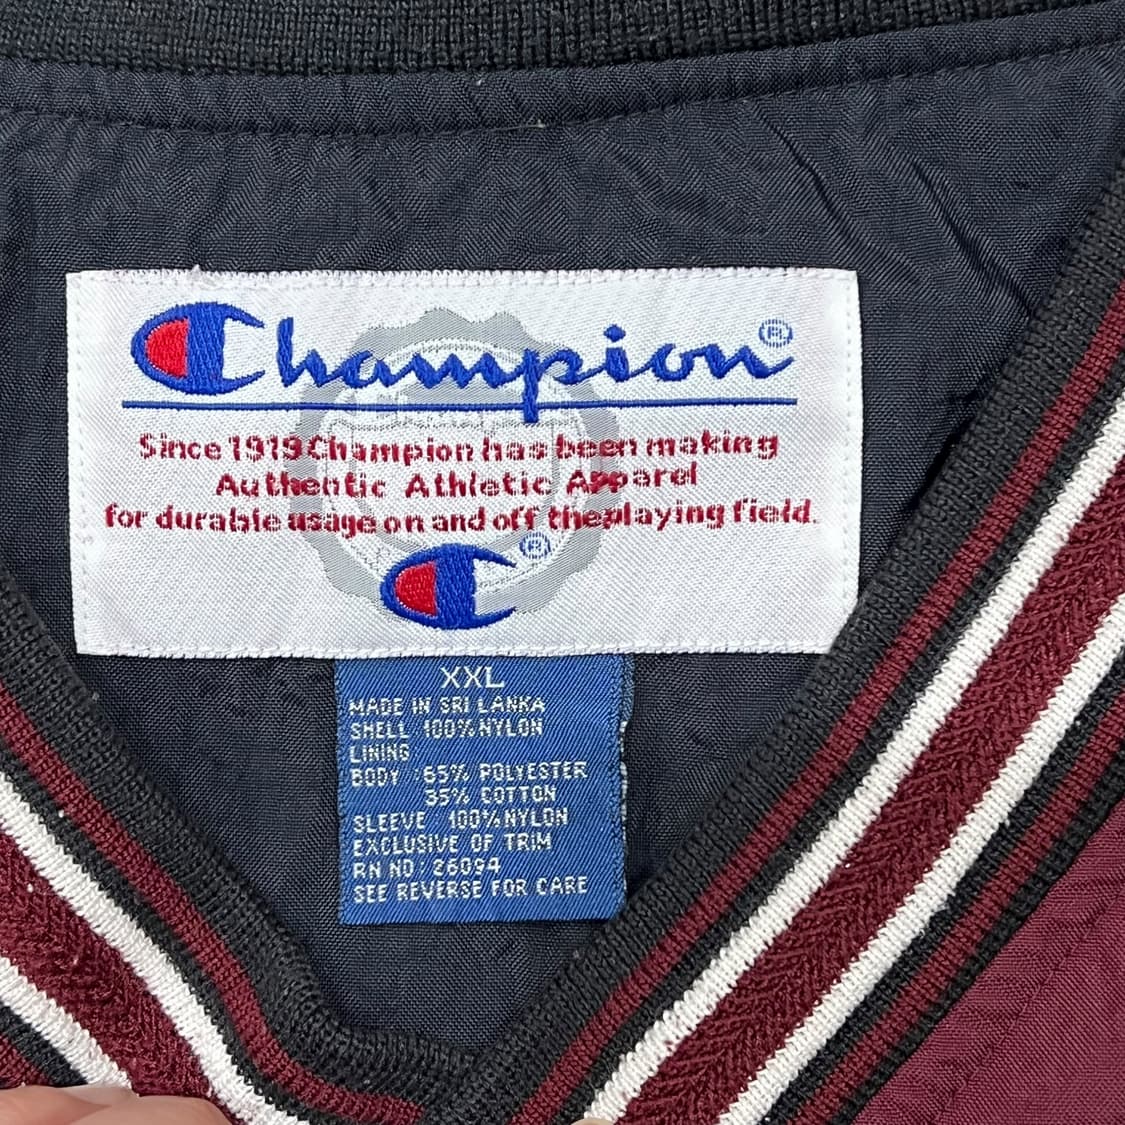 Champion®
Since 1919 Champion has been making
Authentic Athletic Apparel
for durable usage on and off the playing field.
®
XXL
MADE IN SRI LANKA
SHELL 100% NYLON
LINING
BODY : 65% POLYESTER
35% COTTON
SLEEVE 100% NYLON
EXCLUSIVE OF TRIM
RN NO: 26094
SEE REVERSE FOR CARE